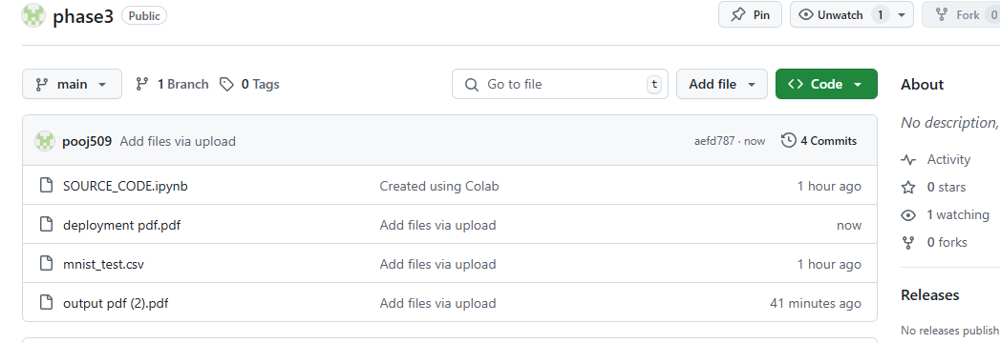 phase3 Public Pin Unwatch 1 Fork 0
main 1 Branch 0 Tags Go to file t Add file Code
About
pooj509 Add files via upload aefd787 · now 4 Commits
No description,
SOURCE_CODE.ipynb Created using Colab 1 hour ago
Activity
deployment pdf.pdf Add files via upload now
0 stars
1 watching
mnist_test.csv Add files via upload 1 hour ago
0 forks
output pdf (2).pdf Add files via upload 41 minutes ago
Releases
No releases publish